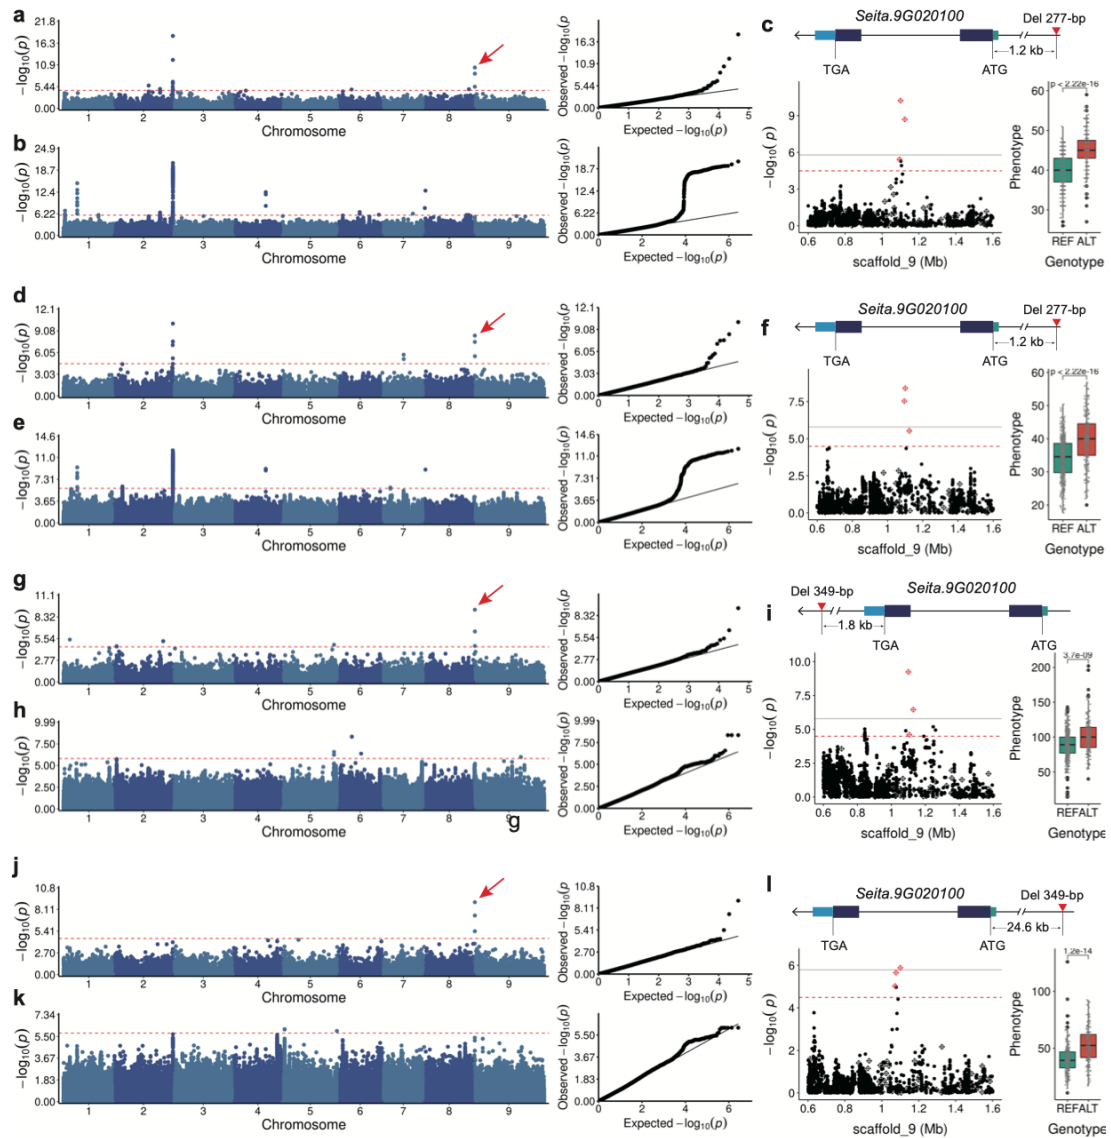 a
21.8
16.3
10.9
5.44
0.00
−log10(p)
1 2 3 4 5 6 7 8 9
Chromosome
Observed −log10(p
18.3
13.7
9.15
4.57
0.00
0 1 2 3 4 5
Expected −log10(p)
c
Seita.9G020100
Del 277-bp
1.2 kb
TGA
ATG
−log10( p)
9
6
3
0
0.6 0.8 1 1.2 1.4 1.6
scaffold_9 (Mb)
Phenotype
60
50
40
30
p < 2.22e-16
REF ALT
Genotype
b
24.9
18.7
12.4
6.22
0.00
−log10(p)
1 2 3 4 5 6 7 8 9
Chromosome
Observed −log10(p)
24.9
18.7
12.4
6.22
0.00
0 2 4 6
Expected −log10(p)
d
12.1
9.08
6.05
3.03
0.00
−log10(p)
1 2 3 4 5 6 7 8 9
Chromosome
Observed −log10(p
12.1
9.08
6.05
3.03
0.00
0 1 2 3 4 5
Expected −log10(p)
f
Seita.9G020100
Del 277-bp
1.2 kb
TGA
ATG
−log10( p)
7.5
5.0
2.5
0.0
0.6 0.8 1 1.2 1.4 1.6
scaffold_9 (Mb)
Phenotype
60
50
40
30
20
p < 2.22e-16
REF ALT
Genotype
e
14.6
11.0
7.31
3.65
0.00
−log10(p)
1 2 3 4 5 6 7 8 9
Chromosome
Observed −log10(p)
14.6
11.0
7.31
3.65
0.00
0 2 4 6
Expected −log10(p)
g
11.1
8.32
5.54
2.77
0.00
−log10(p)
1 2 3 4 5 6 7 8 9
Chromosome
Observed −log10(p
11.1
8.32
5.54
2.77
0.00
0 1 2 3 4 5
Expected −log10(p)
i
Seita.9G020100
Del 349-bp
1.8 kb
TGA
ATG
−log10( p)
10.0
7.5
5.0
2.5
0.0
0.6 0.8 1 1.2 1.4 1.6
scaffold_9 (Mb)
Phenotype
200
150
100
50
3.7e-09
REFALT
Genotype
h
9.99
7.50
5.00
2.50
0.00
−log10(p)
1 2 3 4 5 6 7 8 9
g
Chromosome
Observed −log10(p)
9.99
7.50
5.00
2.50
0.00
0 2 4 6
Expected −log10(p)
j
10.8
8.11
5.41
2.70
0.00
−log10(p)
1 2 3 4 5 6 7 8 9
Chromosome
Observed −log10(p
10.8
8.11
5.41
2.70
0.00
0 1 2 3 4 5
Expected −log10(p)
l
Seita.9G020100
Del 349-bp
24.6 kb
TGA
ATG
−log10( p)
6
4
2
0
0.6 0.8 1 1.2 1.4 1.6
scaffold_9 (Mb)
Phenotype
100
50
1.2e-14
REFALT
Genotype
k
7.34
5.50
3.67
1.83
0.00
−log10(p)
1 2 3 4 5 6 7 8 9
Chromosome
Observed −log10(p)
7.34
5.50
3.67
1.83
0.00
0 2 4 6
Expected −log10(p)